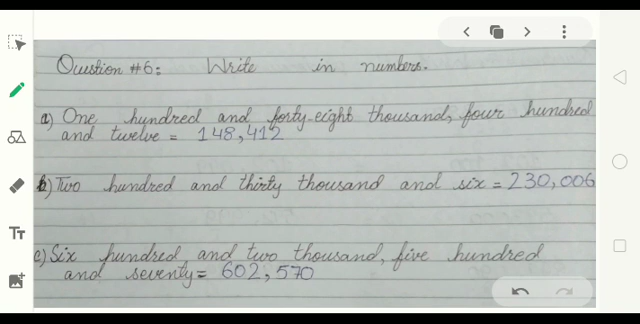 Question #6: Write in numbers.
a) One hundred and forty-eight thousand, four hundred
and twelve = 148,412
b) Two hundred and thirty thousand and six = 230,006
c) Six hundred and two thousand, five hundred
and seventy = 602,570
Tт